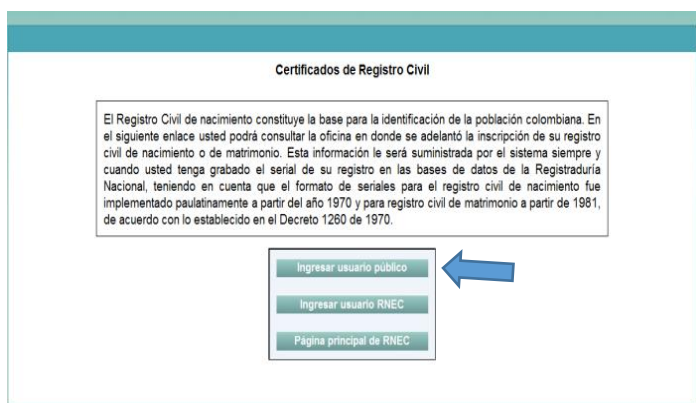 Certificados de Registro Civil
El Registro Civil de nacimiento constituye la base para la identificación de la población colombiana. En
el siguiente enlace usted podrá consultar la oficina en donde se adelantó la inscripción de su registro
civil de nacimiento o de matrimonio. Esta información le será suministrada por el sistema siempre y
cuando usted tenga grabado el serial de su registro en las bases de datos de la Registraduría
Nacional, teniendo en cuenta que el formato de seriales para el registro civil de nacimiento fue
implementado paulatinamente a partir del año 1970 y para registro civil de matrimonio a partir de 1981,
de acuerdo con lo establecido en el Decreto 1260 de 1970.
Ingresar usuario público
Ingresar usuario RNEC
Página principal de RNEC